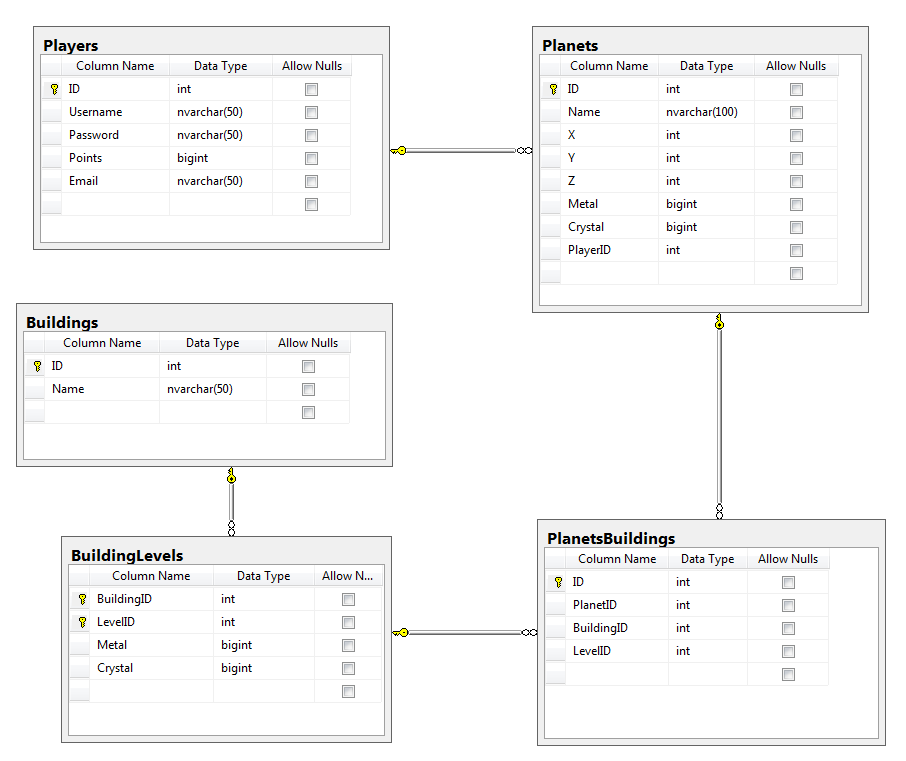 Players
Column Name Data Type Allow Nulls
ID int
Username nvarchar(50)
Password nvarchar(50)
Points bigint
Email nvarchar(50)
Planets
Column Name Data Type Allow Nulls
ID int
Name nvarchar(100)
X int
Y int
Z int
Metal bigint
Crystal bigint
PlayerID int
Buildings
Column Name Data Type Allow Nulls
ID int
Name nvarchar(50)
BuildingLevels
Column Name Data Type Allow N...
BuildingID int
LevelID int
Metal bigint
Crystal bigint
PlanetsBuildings
Column Name Data Type Allow Nulls
ID int
PlanetID int
BuildingID int
LevelID int